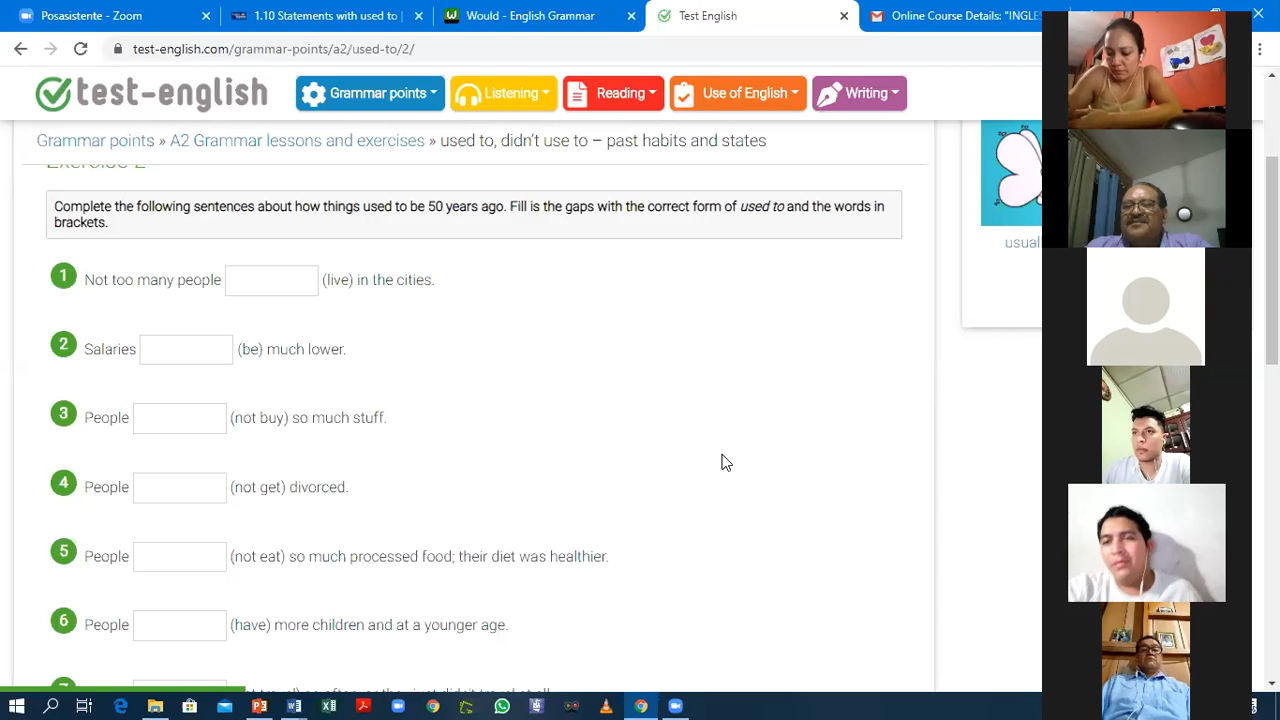 Posasistente - Zoom
1.10 Statements with used to
Would - English Grammar
Test English
Online Course Details: "INGLES
test-english.com/grammar-points/a2/used-to/2/
test-english
Grammar points
Listening
Reading
Use of English
Writing
Grammar points » A2 Grammar lessons and exercises » used to, didn't use to – past habits and states
Exercise 2
Complete the following sentences about how things used to be 50 years ago. Fill is the gaps with the correct form of used to and the words in
brackets.
usual
1 Not too many people (live) in the cities.
2 Salaries (be) much lower.
3 People (not buy) so much stuff.
4 People (not get) divorced.
5 People (not eat) so much processed food; their diet was healthier.
6 People (have) more children and at a younger age.